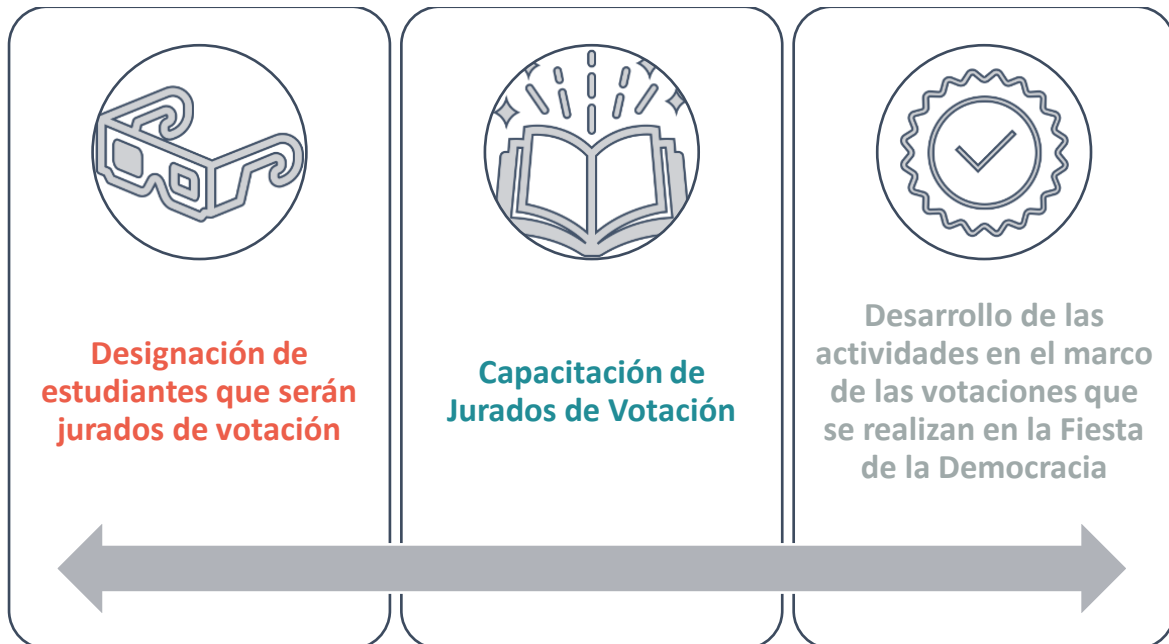 Designación de
estudiantes que serán
jurados de votación
Capacitación de
Jurados de Votación
Desarrollo de las
actividades en el marco
de las votaciones que
se realizan en la Fiesta
de la Democracia